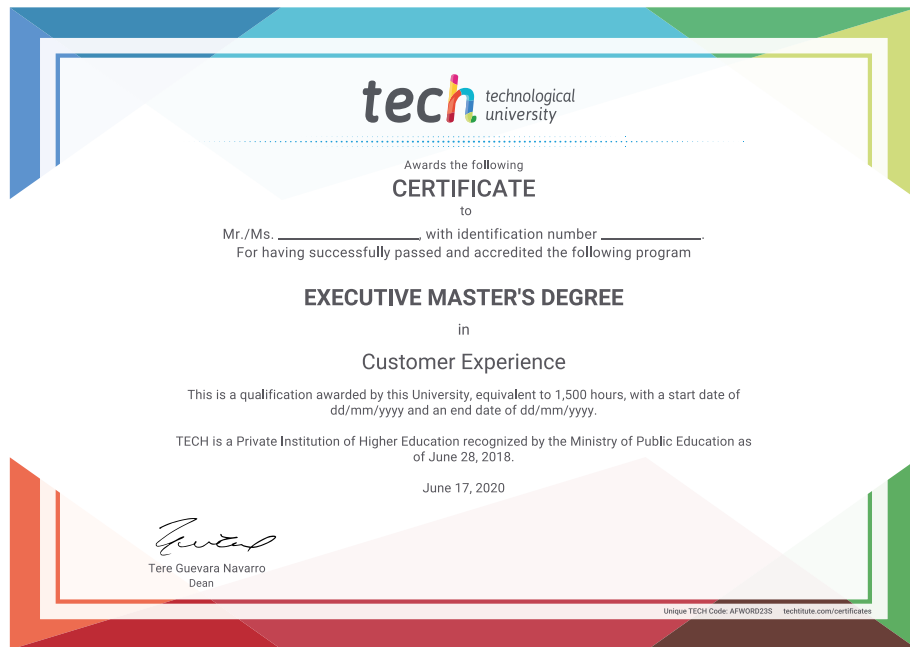 tech technological
university
Awards the following
CERTIFICATE
to
Mr./Ms. ____________________, with identification number ______________.
For having successfully passed and accredited the following program
EXECUTIVE MASTER'S DEGREE
in
Customer Experience
This is a qualification awarded by this University, equivalent to 1,500 hours, with a start date of
dd/mm/yyyy and an end date of dd/mm/yyyy.
TECH is a Private Institution of Higher Education recognized by the Ministry of Public Education as
of June 28, 2018.
June 17, 2020
Tere Guevara Navarro
Dean
Unique TECH Code: AFWORD23S techtitute.com/certificates